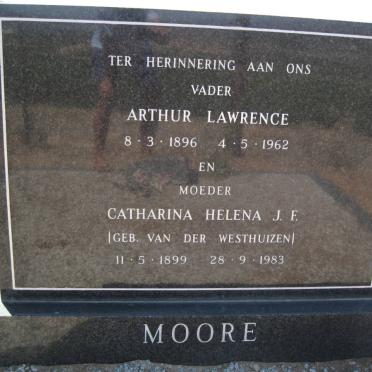 TER HERINNERING AAN ONS
VADER
ARTHUR LAWRENCE
8 · 3 · 1896 4 · 5 · 1962
EN
MOEDER
CATHARINA HELENA J. F.
(GEB. VAN DER WESTHUIZEN)
11 · 5 · 1899 28 · 9 · 1983
MOORE